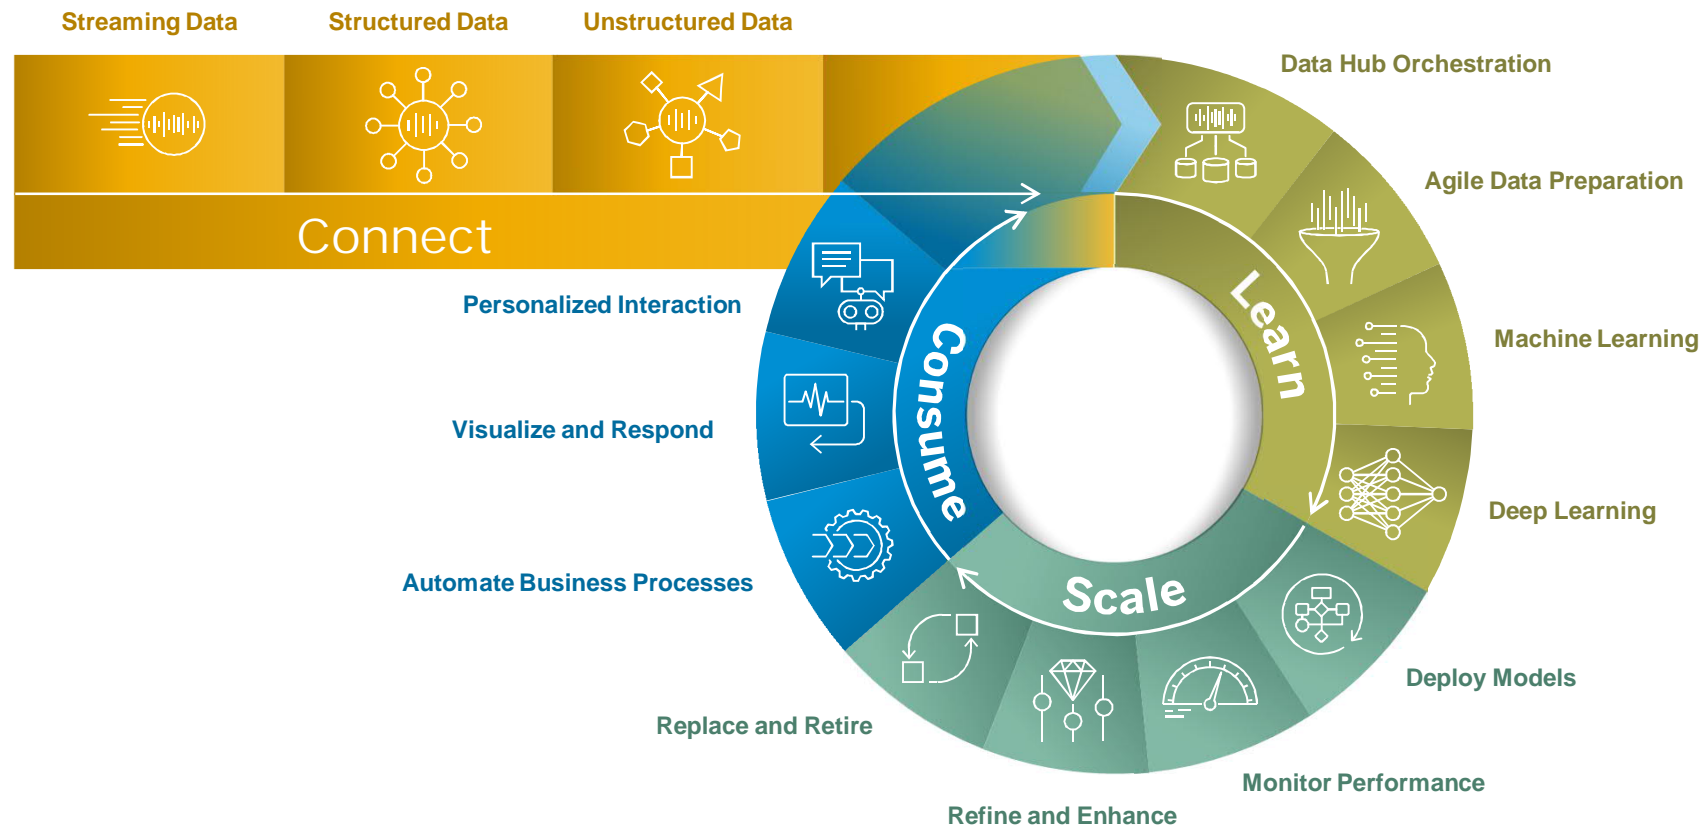 Streaming Data
Structured Data
Unstructured Data
Connect
Data Hub Orchestration
Agile Data Preparation
Machine Learning
Deep Learning
Learn
Deploy Models
Monitor Performance
Refine and Enhance
Replace and Retire
Scale
Automate Business Processes
Visualize and Respond
Personalized Interaction
Consume